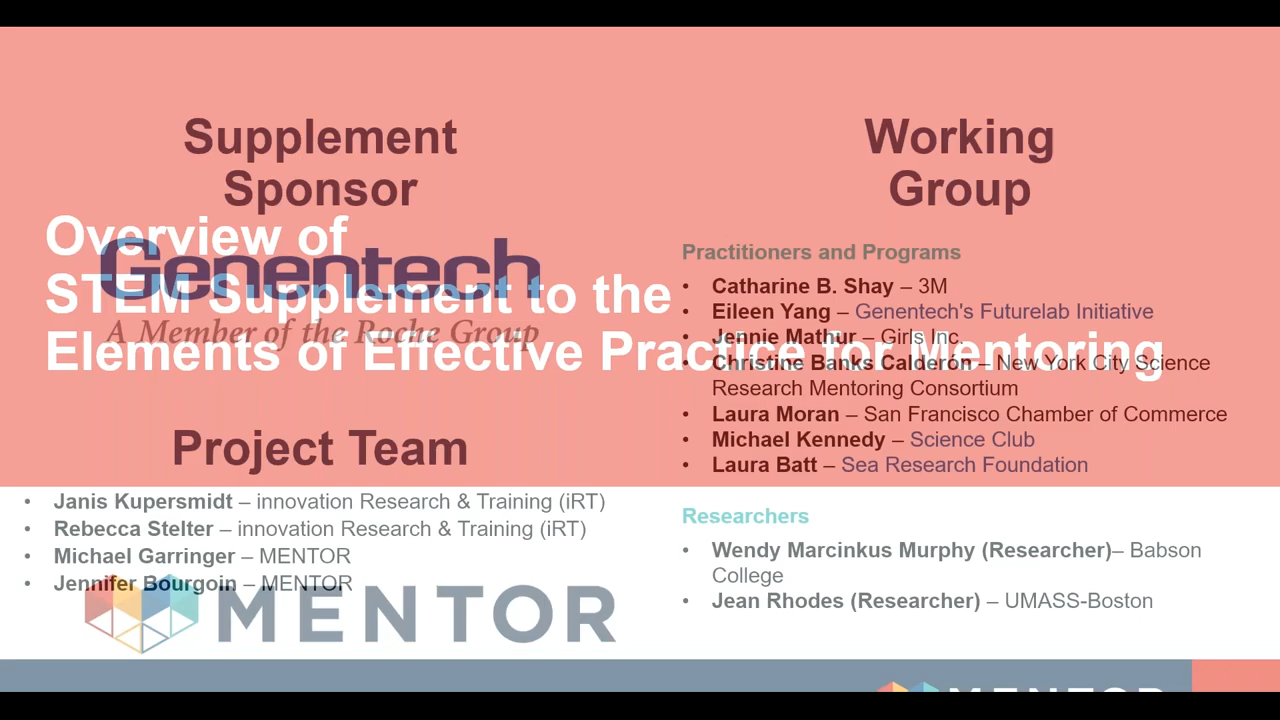 Supplement
Sponsor
Overview of
STEM Supplement to the
Elements of Effective Practice for Mentoring
Genentech
A Member of the Roche Group
Project Team
• Janis Kupersmidt – innovation Research & Training (iRT)
• Rebecca Stelter – innovation Research & Training (iRT)
• Michael Garringer – MENTOR
• Jennifer Bourgoin – MENTOR
MENTOR
Working
Group
Practitioners and Programs
• Catharine B. Shay – 3M
• Eileen Yang – Genentech's Futurelab Initiative
• Jennie Mathur – Girls Inc.
• Christine Banks Calderon – New York City Science
Research Mentoring Consortium
• Laura Moran – San Francisco Chamber of Commerce
• Michael Kennedy – Science Club
• Laura Batt – Sea Research Foundation
Researchers
• Wendy Marcinkus Murphy (Researcher)– Babson
College
• Jean Rhodes (Researcher) – UMASS-Boston
MENTOR